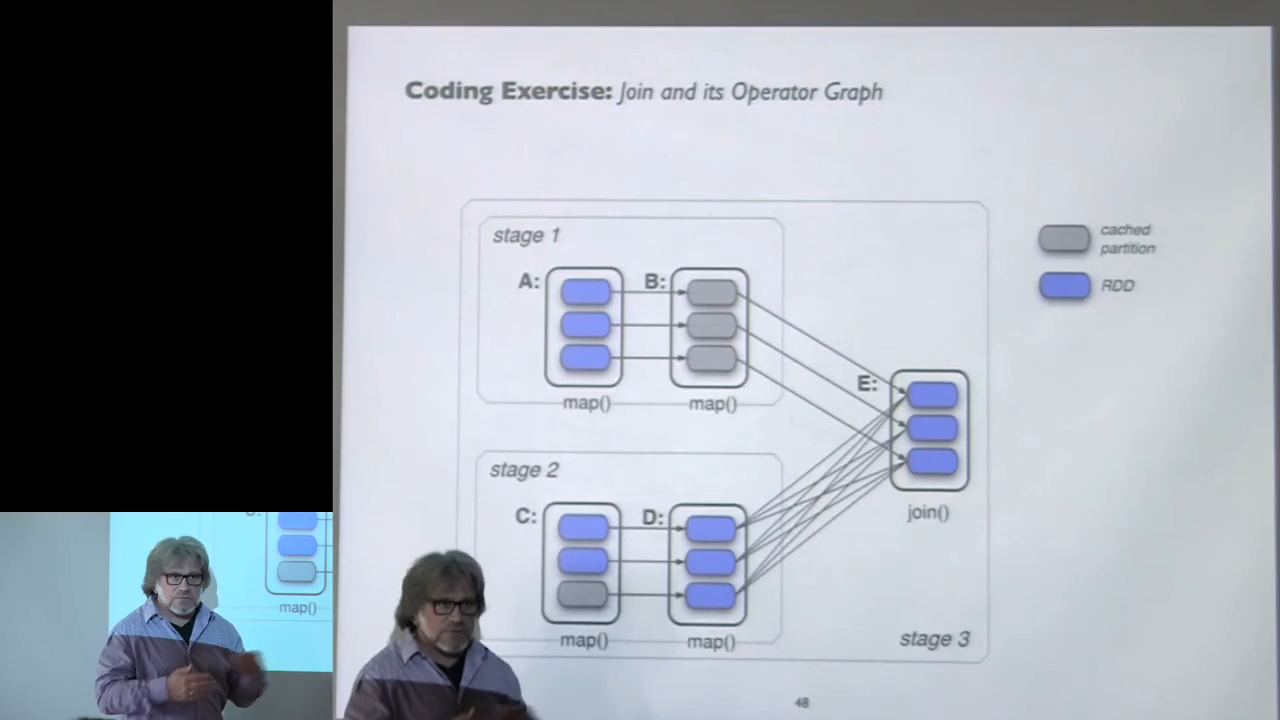 Coding Exercise: Join and its Operator Graph
stage 1
A:
B:
map()
map()
cached
partition
RDD
E:
join()
stage 2
C:
D:
map()
map()
stage 3
48
map()